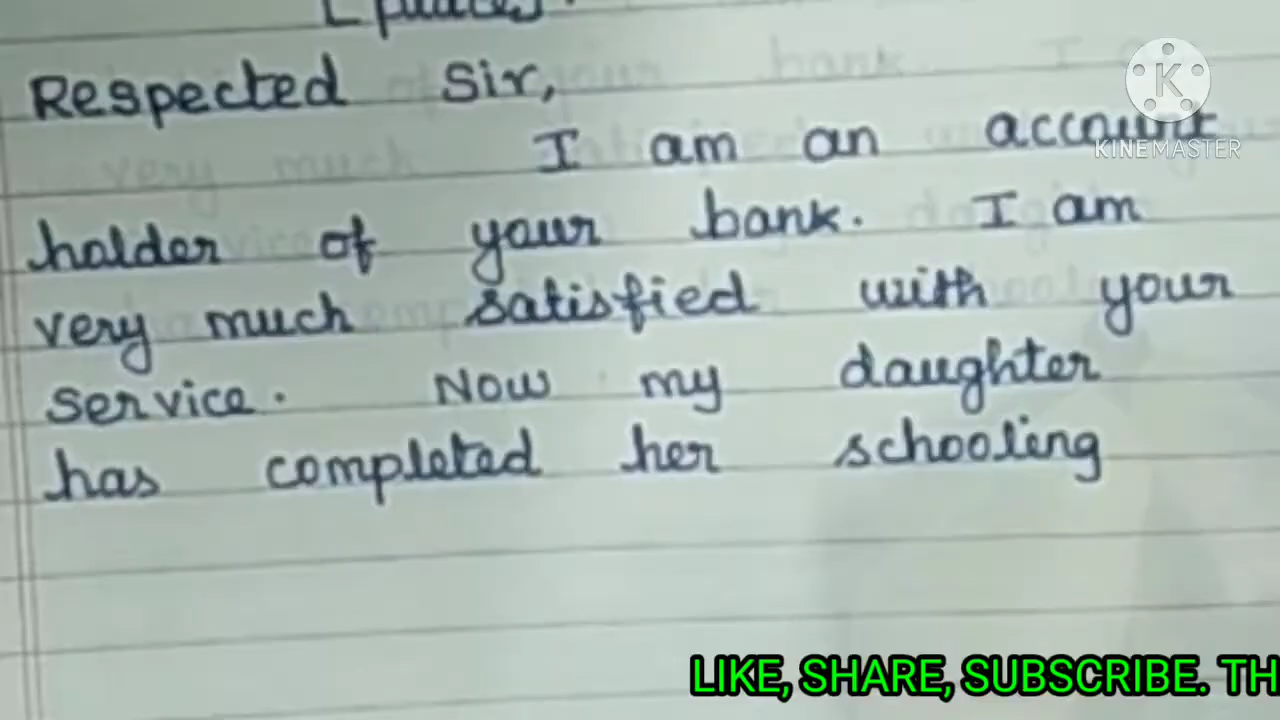 Respected Sir,
I am an account
holder of your bank. I am
very much satisfied with your
service. Now my daughter
has completed her schooling
K
KINEMASTER
LIKE, SHARE, SUBSCRIBE. TH